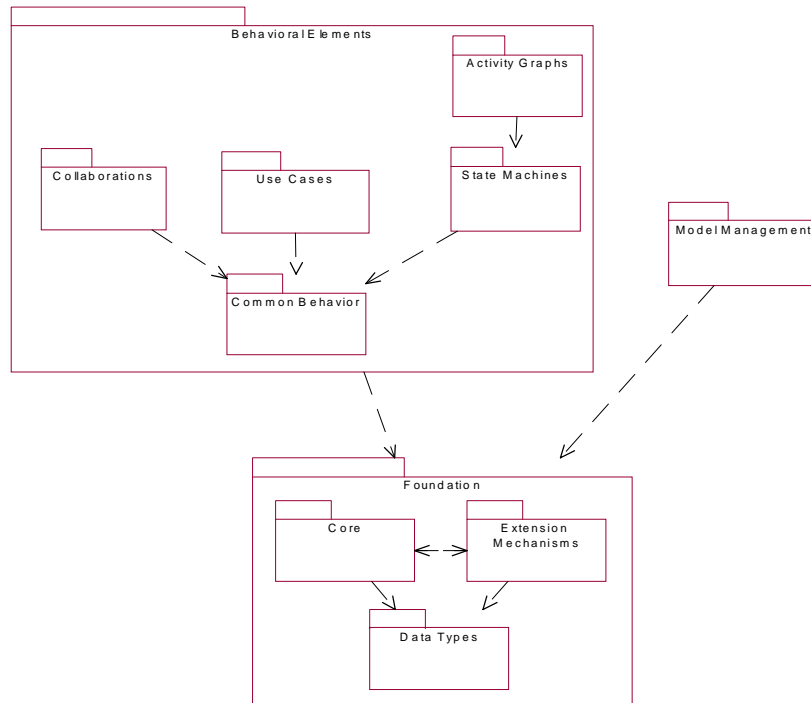 Behavioral Elements
Activity Graphs
Collaborations
Use Cases
State Machines
Model Management
Common Behavior
Foundation
Core
Extension
Mechanisms
Data Types